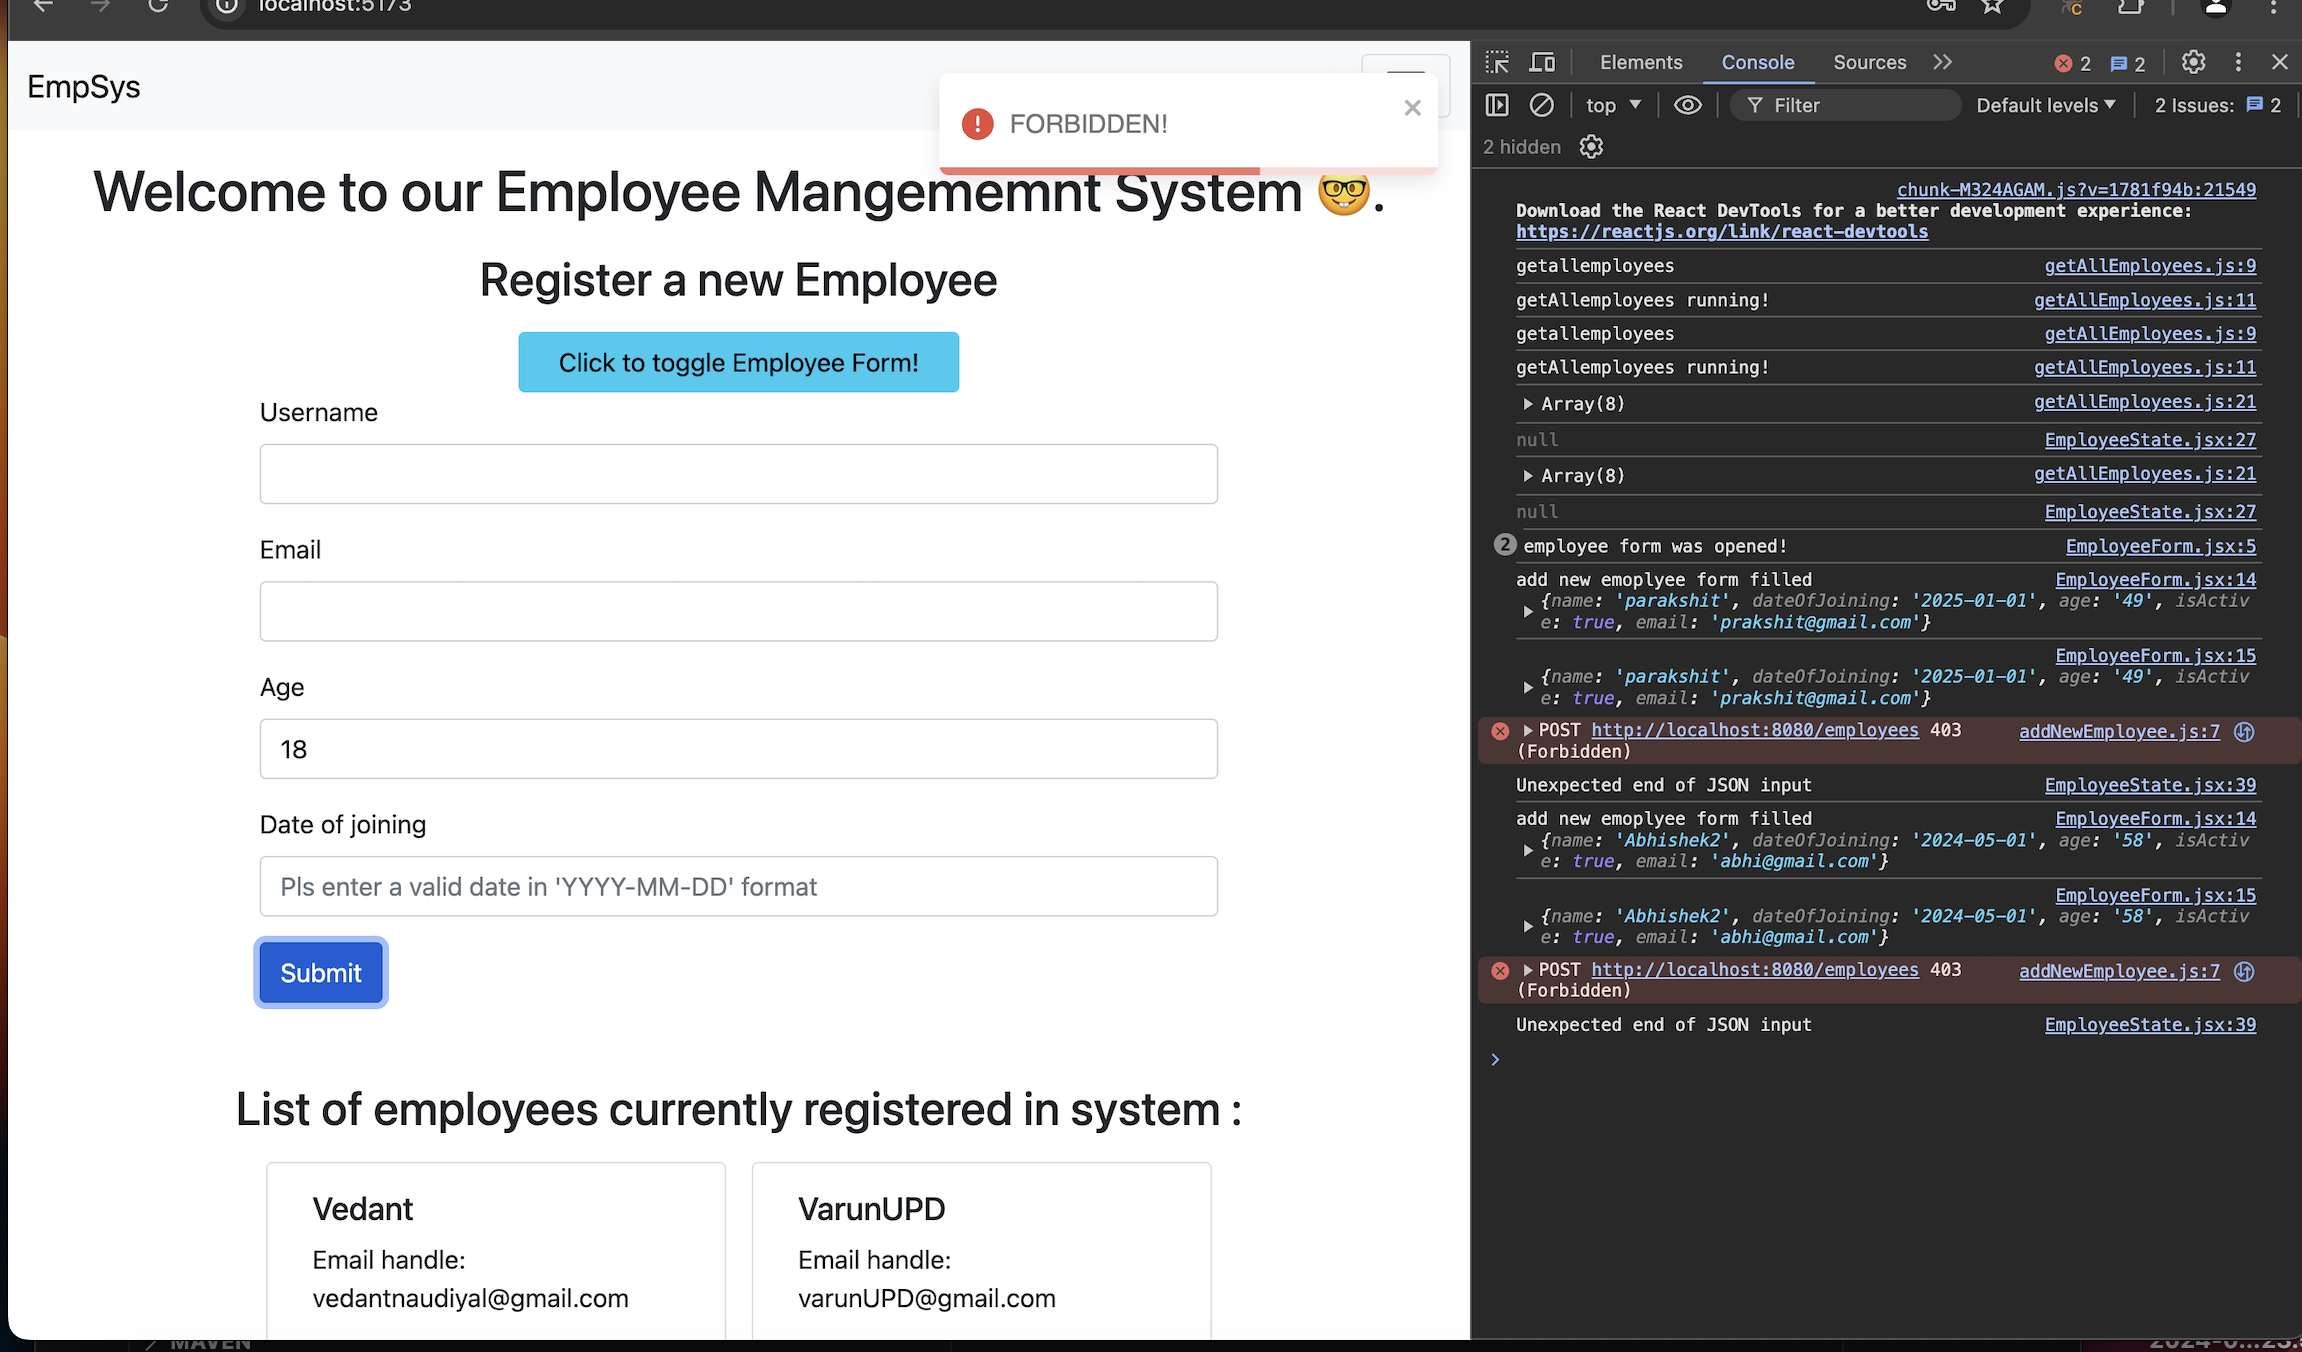 localhost:5173
EmpSys
FORBIDDEN!
Welcome to our Employee Mangememnt System 🤓.
Register a new Employee
Click to toggle Employee Form!
Username
Email
Age
18
Date of joining
Pls enter a valid date in 'YYYY-MM-DD' format
Submit
List of employees currently registered in system :
Vedant
Email handle:
vedantnaudiyal@gmail.com
VarunUPD
Email handle:
varunUPD@gmail.com
Elements Console Sources 2 2
top Filter Default levels 2 Issues: 2
2 hidden
chunk-M324AGAM.js?v=1781f94b:21549
Download the React DevTools for a better development experience:
https://reactjs.org/link/react-devtools
getallemployees getAllEmployees.js:9
getAllemployees running! getAllEmployees.js:11
getallemployees getAllEmployees.js:9
getAllemployees running! getAllEmployees.js:11
Array(8) getAllEmployees.js:21
null EmployeeState.jsx:27
Array(8) getAllEmployees.js:21
null EmployeeState.jsx:27
2 employee form was opened! EmployeeForm.jsx:5
add new emoplyee form filled EmployeeForm.jsx:14
{name: 'parakshit', dateOfJoining: '2025-01-01', age: '49', isActiv
e: true, email: 'prakshit@gmail.com'}
EmployeeForm.jsx:15
{name: 'parakshit', dateOfJoining: '2025-01-01', age: '49', isActiv
e: true, email: 'prakshit@gmail.com'}
POST http://localhost:8080/employees 403 addNewEmployee.js:7
(Forbidden)
Unexpected end of JSON input EmployeeState.jsx:39
add new emoplyee form filled EmployeeForm.jsx:14
{name: 'Abhishek2', dateOfJoining: '2024-05-01', age: '58', isActiv
e: true, email: 'abhi@gmail.com'}
EmployeeForm.jsx:15
{name: 'Abhishek2', dateOfJoining: '2024-05-01', age: '58', isActiv
e: true, email: 'abhi@gmail.com'}
POST http://localhost:8080/employees 403 addNewEmployee.js:7
(Forbidden)
Unexpected end of JSON input EmployeeState.jsx:39
MAVEN